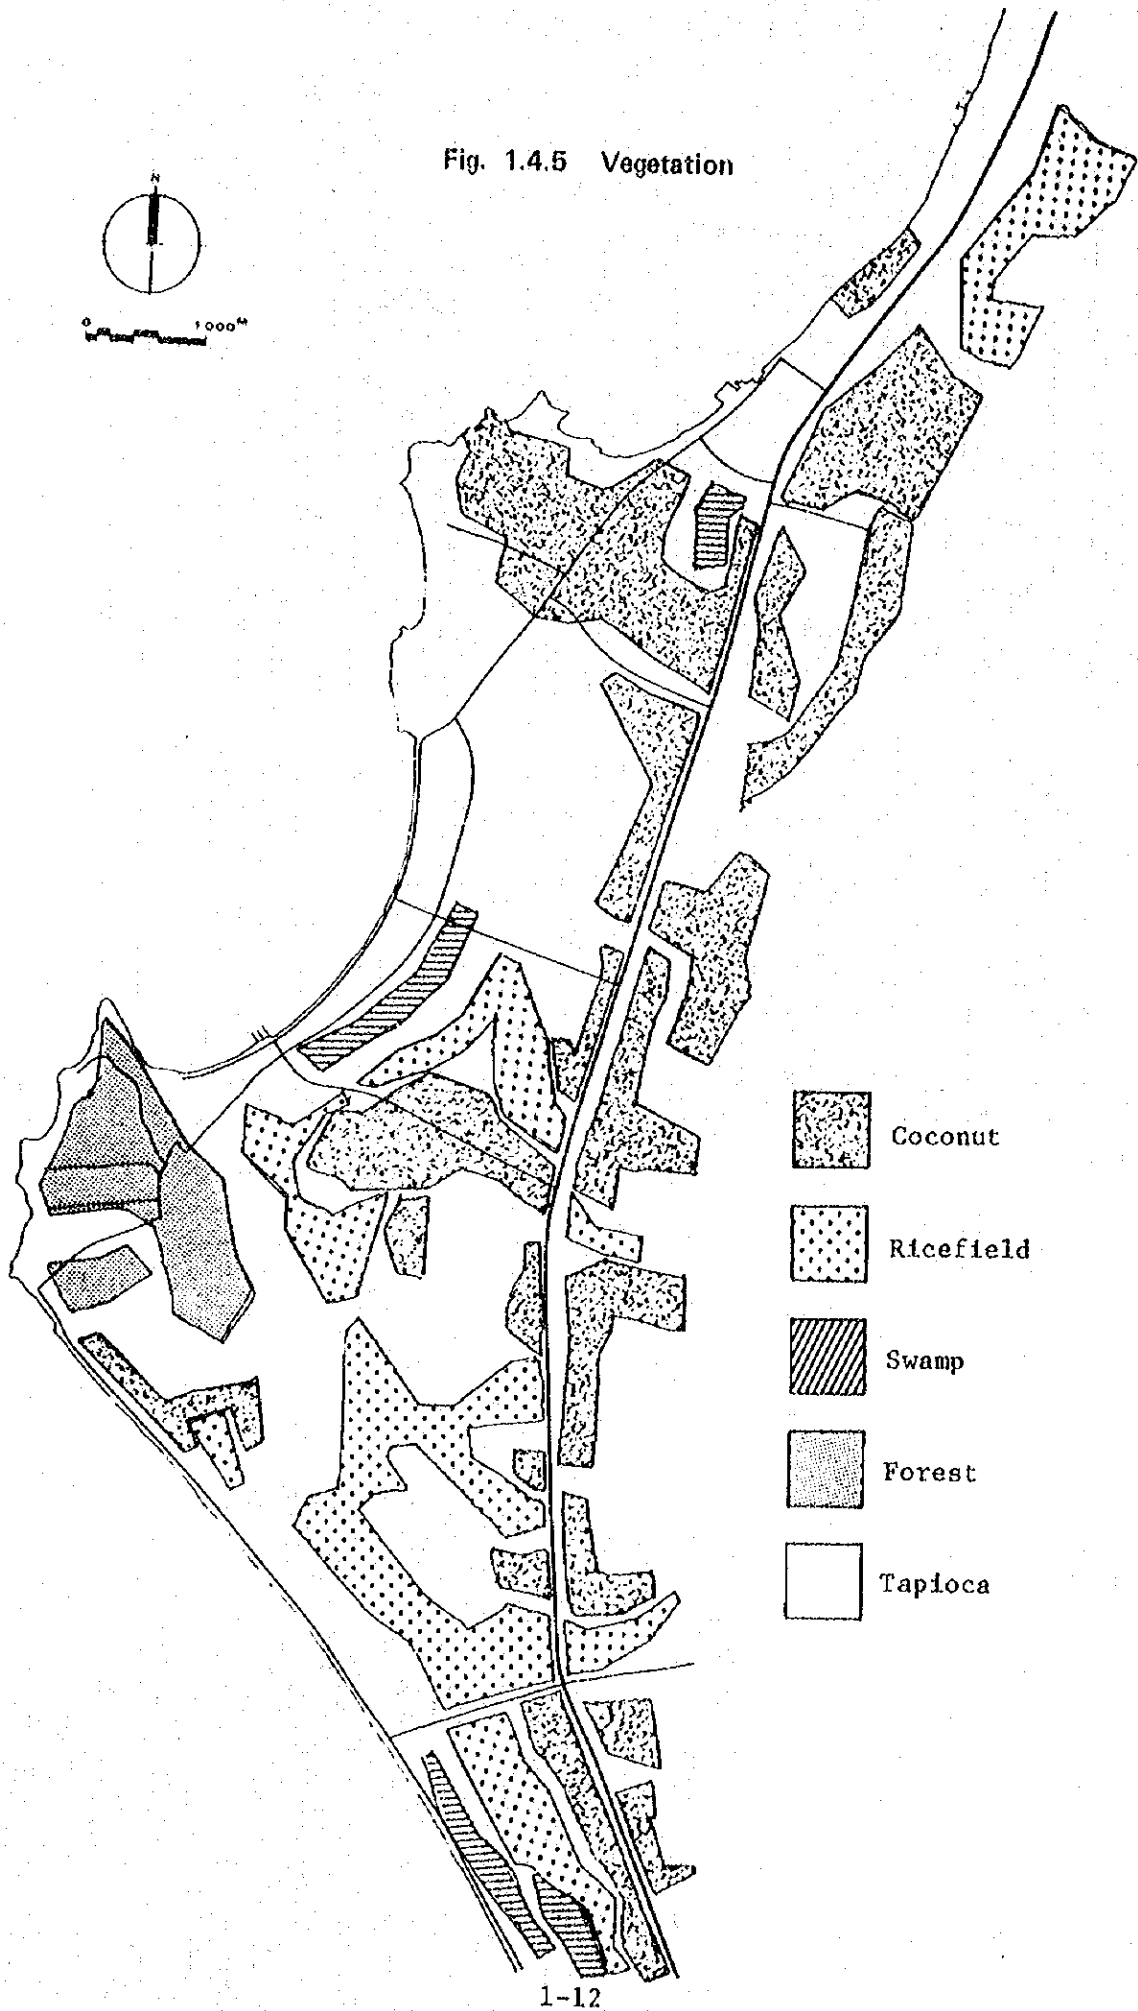 Fig. 1.4.5 Vegetation
N
0 1000M
Coconut
Ricefield
Swamp
Forest
Tapioca
1-12